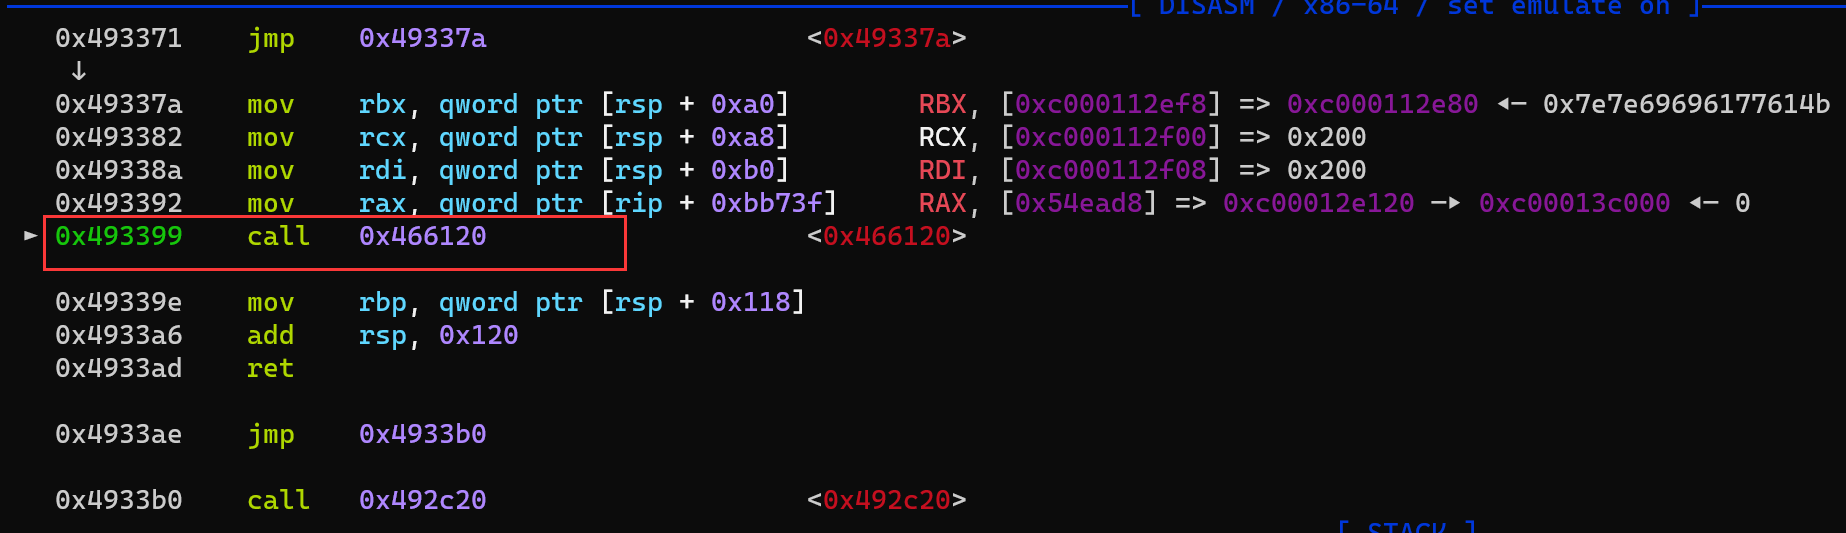 [ DISASM / x86-64 / set emulate on ]
0x493371 jmp 0x49337a <0x49337a>
↓
0x49337a mov rbx, qword ptr [rsp + 0xa0] RBX, [0xc000112ef8] => 0xc000112e80 ◂— 0x7e7e69696177614b
0x493382 mov rcx, qword ptr [rsp + 0xa8] RCX, [0xc000112f00] => 0x200
0x49338a mov rdi, qword ptr [rsp + 0xb0] RDI, [0xc000112f08] => 0x200
0x493392 mov rax, qword ptr [rip + 0xbb73f] RAX, [0x54ead8] => 0xc00012e120 —▸ 0xc00013c000 ◂— 0
► 0x493399 call 0x466120 <0x466120>
0x49339e mov rbp, qword ptr [rsp + 0x118]
0x4933a6 add rsp, 0x120
0x4933ad ret
0x4933ae jmp 0x4933b0
0x4933b0 call 0x492c20 <0x492c20>
[ STACK ]